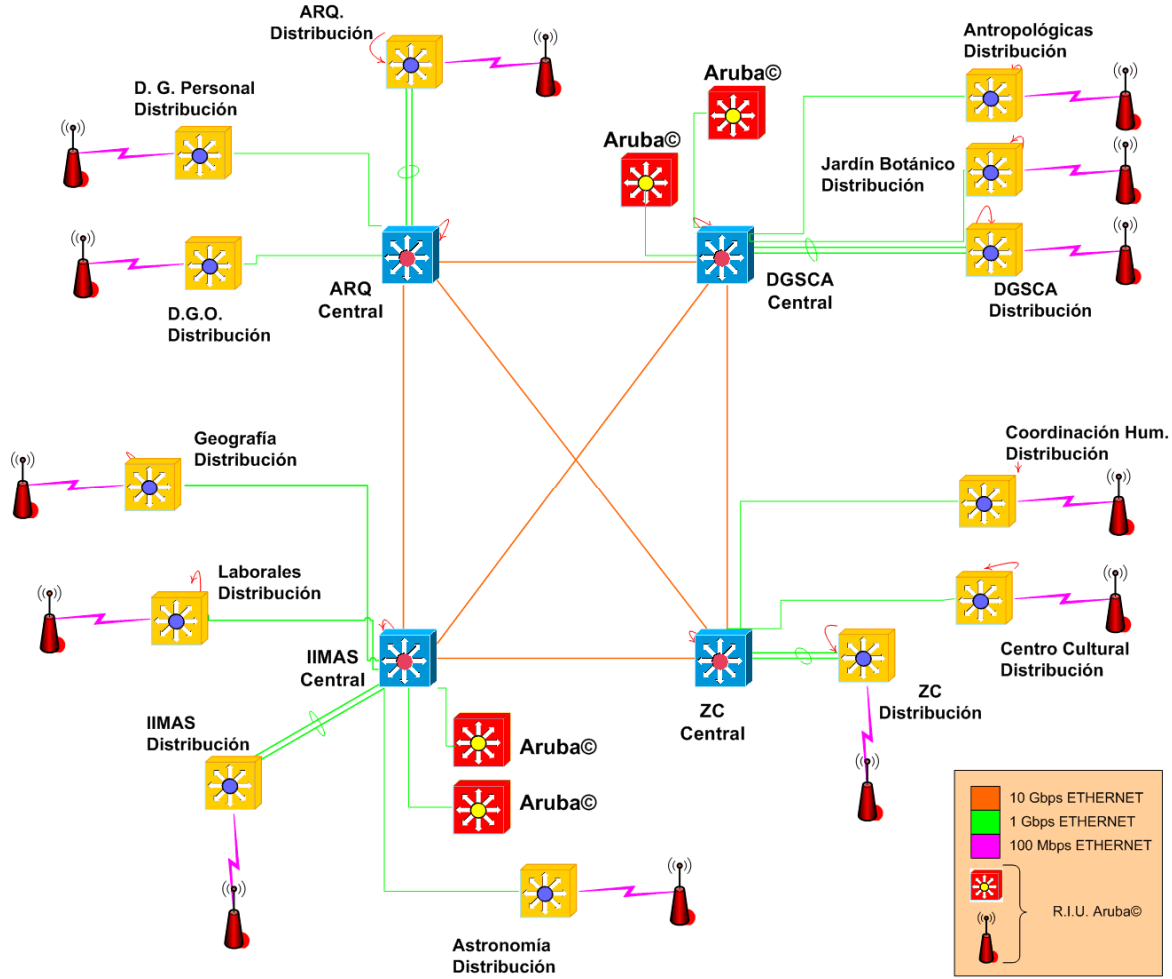 ARQ.
Distribución
Antropológicas
Distribución
Aruba©
D. G. Personal
Distribución
Aruba©
Jardín Botánico
Distribución
ARQ
Central
DGSCA
Central
DGSCA
Distribución
D.G.O.
Distribución
Geografía
Distribución
Coordinación Hum.
Distribución
Laborales
Distribución
IIMAS
Central
Centro Cultural
Distribución
ZC
Central
ZC
Distribución
IIMAS
Distribución
Aruba©
Aruba©
Astronomía
Distribución
10 Gbps ETHERNET
1 Gbps ETHERNET
100 Mbps ETHERNET
R.I.U. Aruba©